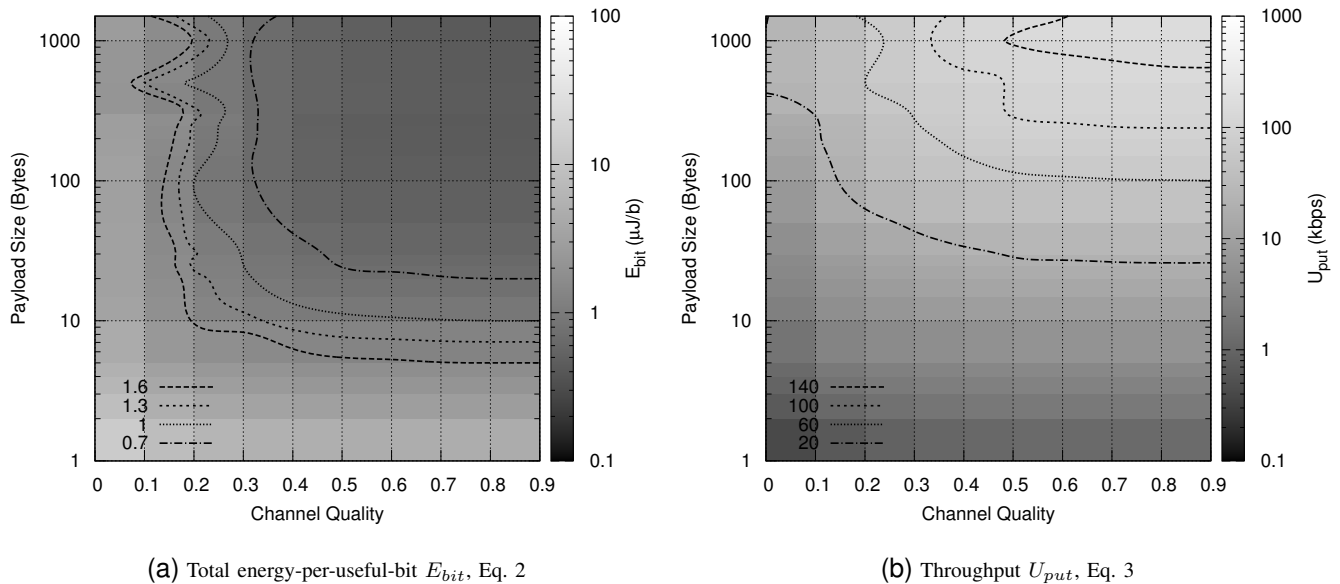 Payload Size (Bytes)
1000
100
10
1
1.6
1.3
1
0.7
0 0.1 0.2 0.3 0.4 0.5 0.6 0.7 0.8 0.9
Channel Quality
100
10
1
0.1
E_bit (μJ/b)
(a) Total energy-per-useful-bit E_bit, Eq. 2
Payload Size (Bytes)
1000
100
10
1
140
100
60
20
0 0.1 0.2 0.3 0.4 0.5 0.6 0.7 0.8 0.9
Channel Quality
1000
100
10
1
0.1
U_put (kbps)
(b) Throughput U_put, Eq. 3